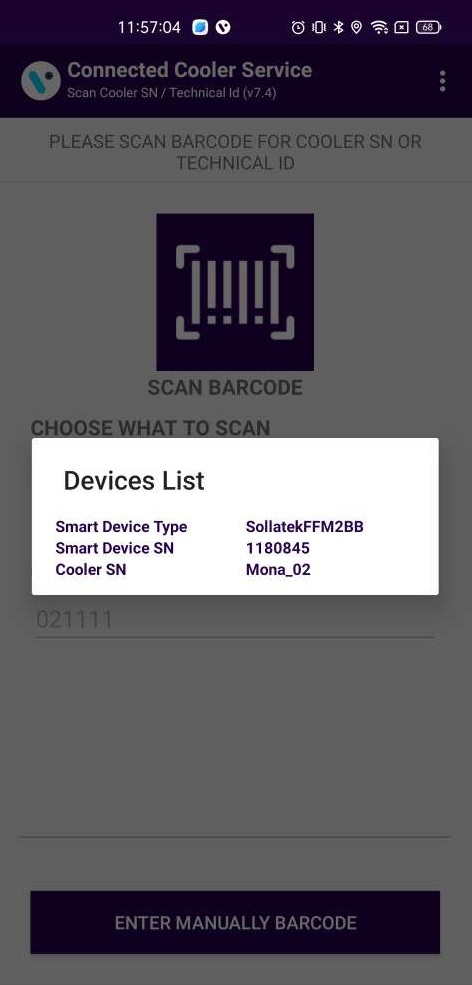 11:57:04
68
Connected Cooler Service
Scan Cooler SN / Technical Id (v7.4)
PLEASE SCAN BARCODE FOR COOLER SN OR
TECHNICAL ID
SCAN BARCODE
CHOOSE WHAT TO SCAN
Devices List
Smart Device Type SollatekFFM2BB
Smart Device SN 1180845
Cooler SN Mona_02
021111
ENTER MANUALLY BARCODE